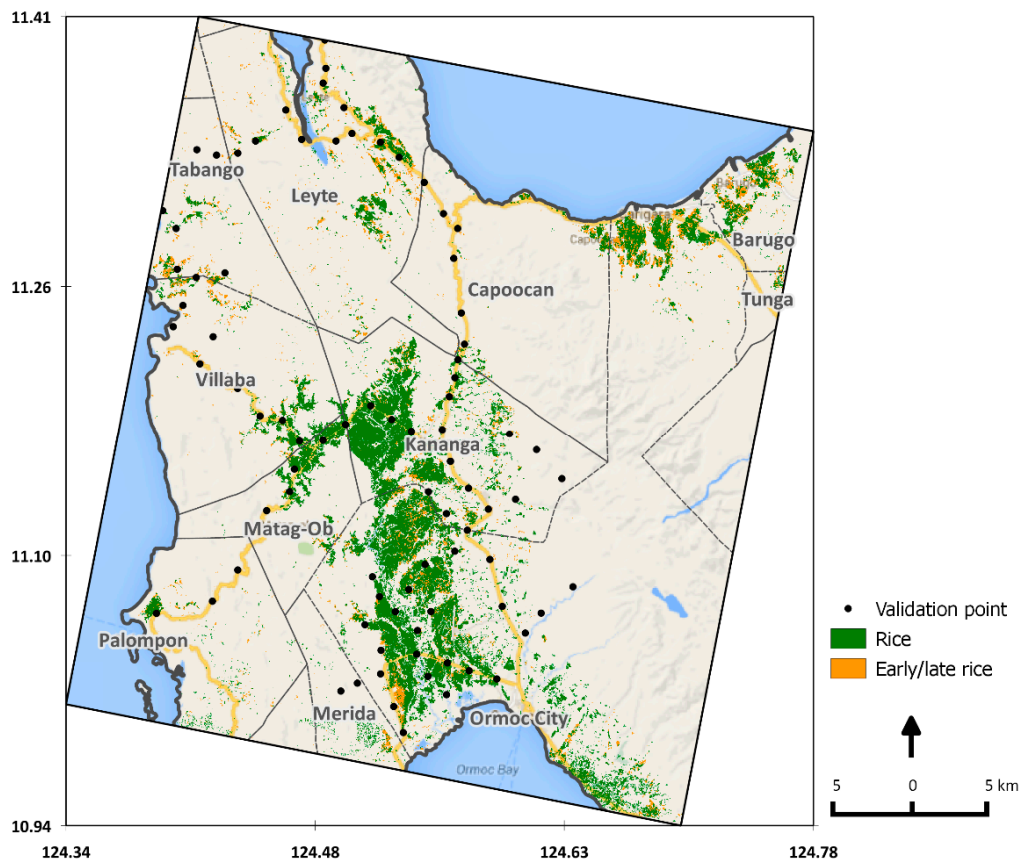 11.41
Tabango
Leyte
Barugo
11.26
Capoocan
Tunga
Villaba
Kananga
11.10
Matag-Ob
Validation point
Rice
Palompon
Early/late rice
Merida
Ormoc City
Ormoc Bay
5 0 5 km
10.94
124.34 124.48 124.63 124.78